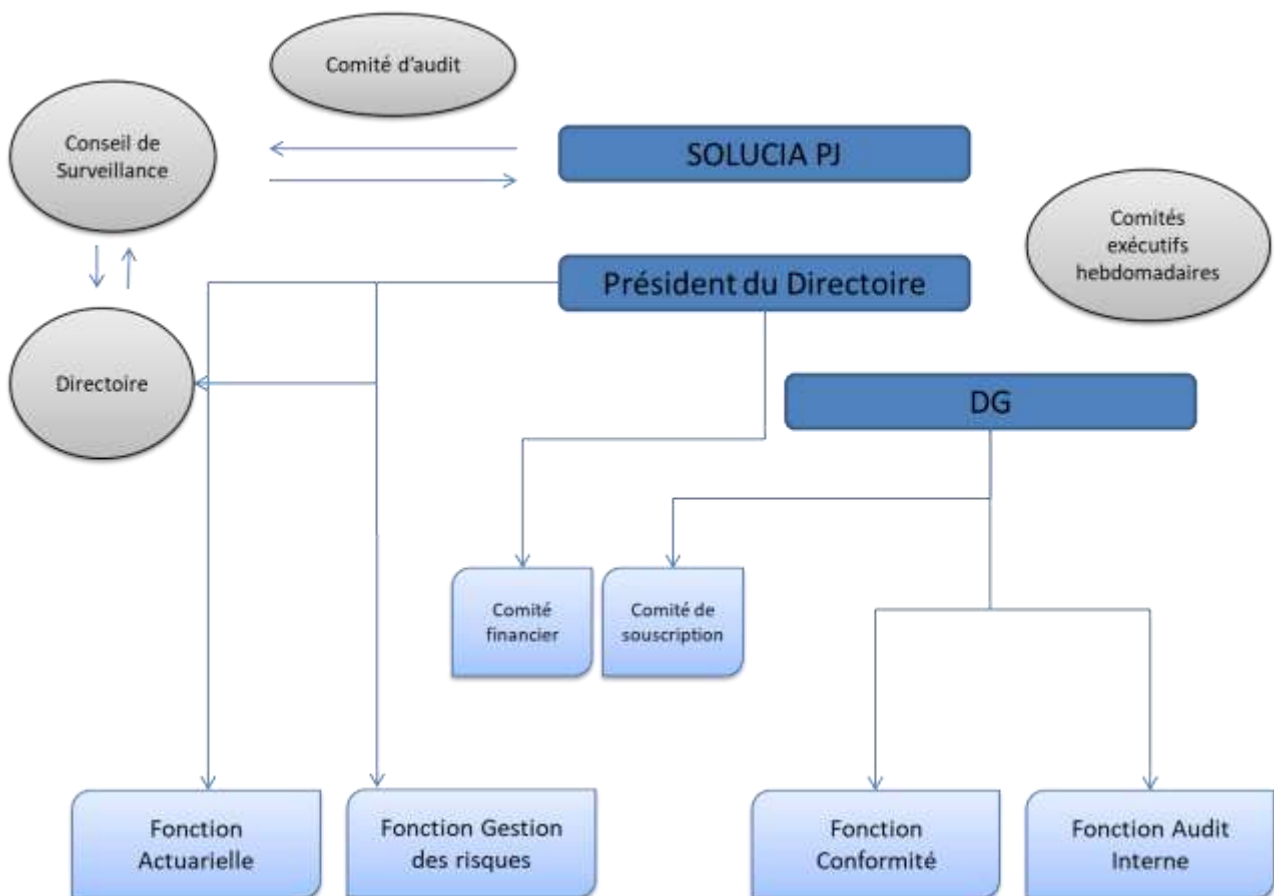 Comité d'audit
Conseil de
Surveillance
SOLUCIA PJ
Comités
exécutifs
hebdomadaires
Président du Directoire
Directoire
DG
Comité
financier
Comité de
souscription
Fonction
Actuarielle
Fonction Gestion
des risques
Fonction
Conformité
Fonction Audit
Interne